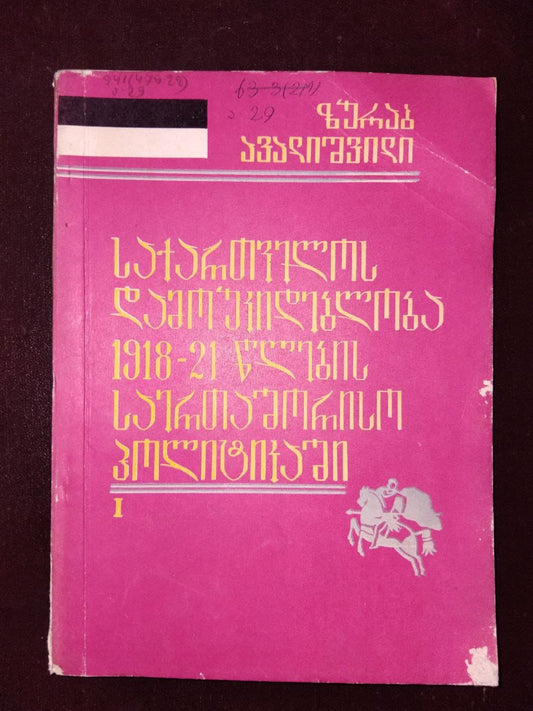 ზურაბ
ავალიშვილი
საქართველოს
დამოუკიდებლობა
1918-21 წლების
საერთაშორისო
პოლიტიკაში
I